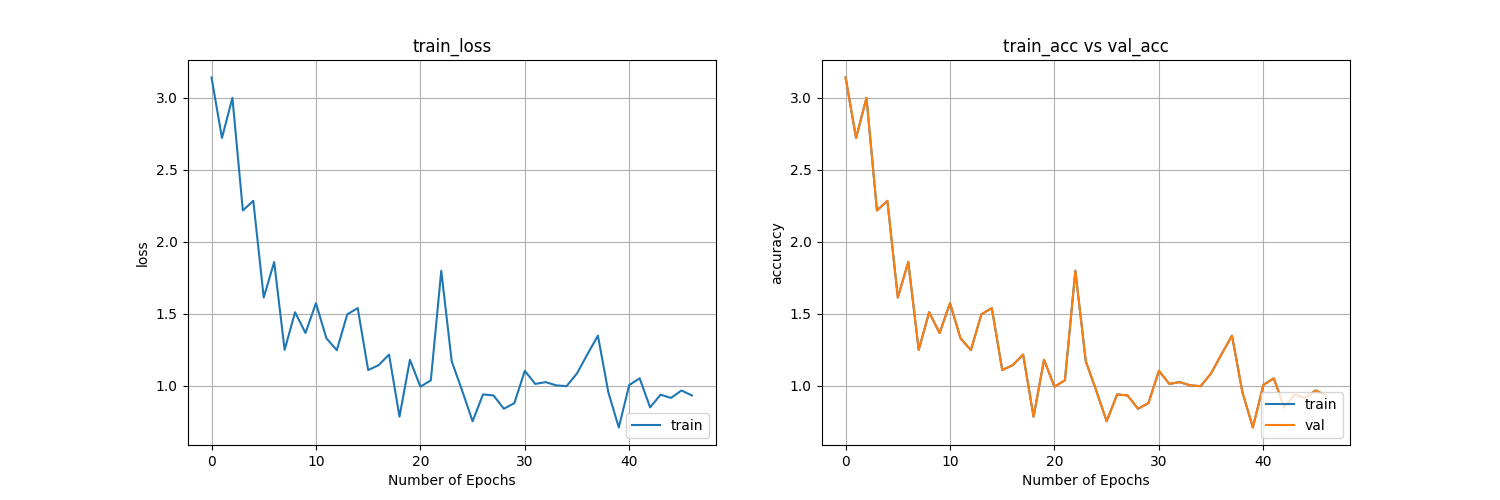 train_loss
3.0
2.5
2.0
1.5
1.0
loss
0 10 20 30 40
Number of Epochs
train
train_acc vs val_acc
3.0
2.5
2.0
1.5
1.0
accuracy
0 10 20 30 40
Number of Epochs
train
val